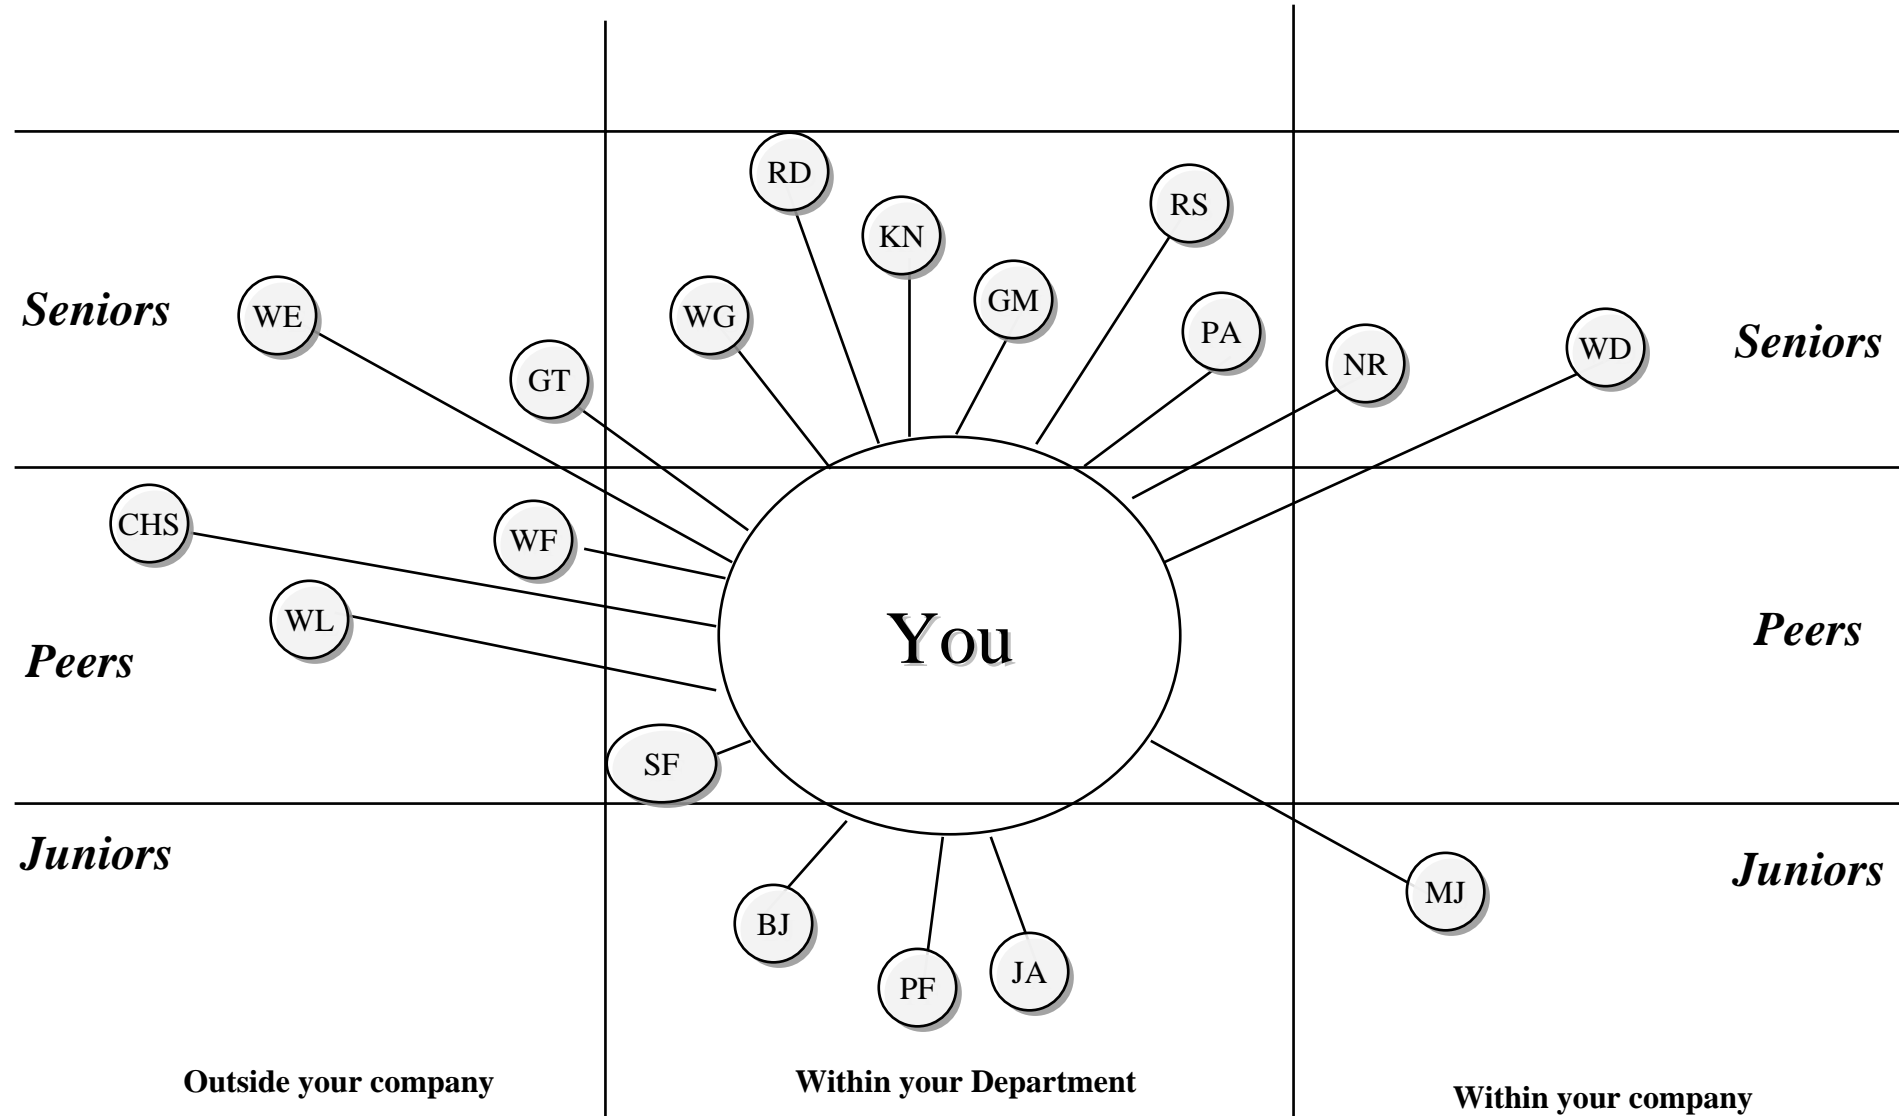 RD
RS
KN
GM
Seniors
WE
WG
PA
Seniors
WD
NR
GT
CHS
WF
WL
You
Peers
Peers
SF
Juniors
Juniors
MJ
BJ
JA
PF
Outside your company
Within your Department
Within your company